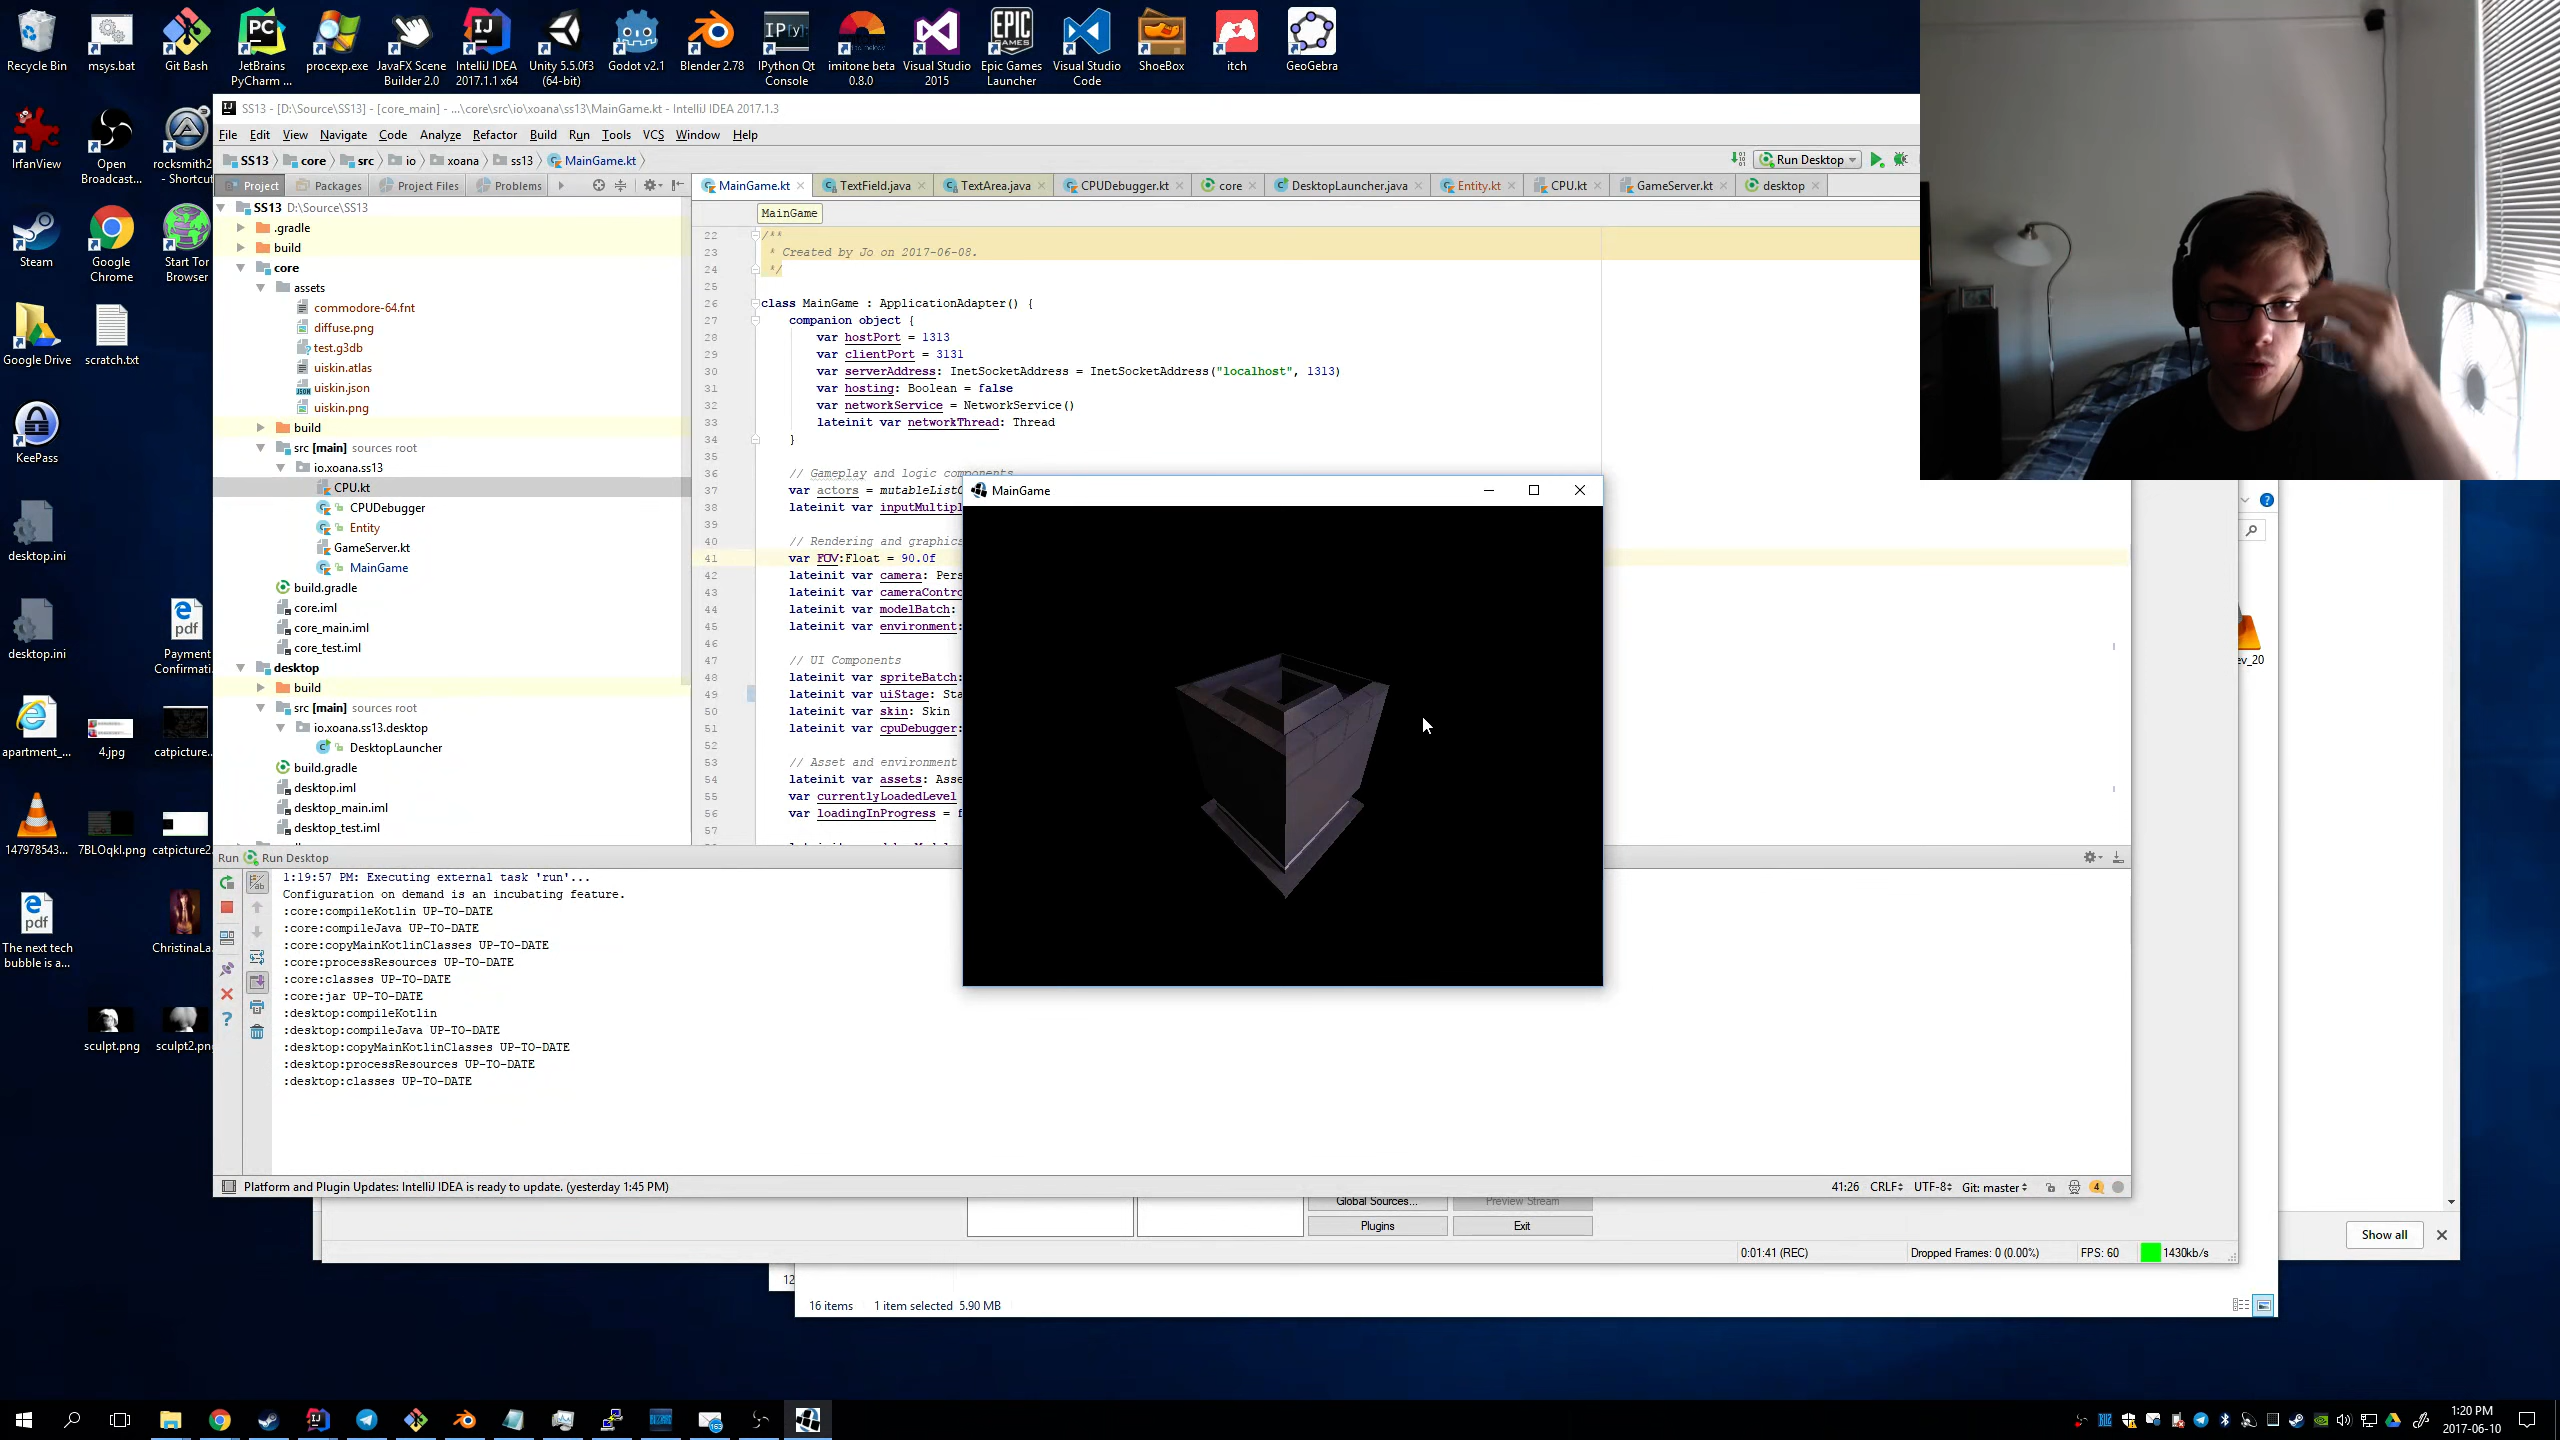 Recycle Bin
msys.bat
Git Bash
JetBrains PyCharm ...
procexp.exe
JavaFX Scene Builder 2.0
IntelliJ IDEA 2017.1.1 x64
Unity 5.5.0f3 (64-bit)
Godot v2.1
Blender 2.78
IPython Qt Console
imitone beta 0.8.0
Visual Studio 2015
Epic Games Launcher
Visual Studio Code
ShoeBox
itch
GeoGebra
IrfanView
Open Broadcast...
rocksmith2 - Shortcut
Steam
Google Chrome
Start Tor Browser
Google Drive
scratch.txt
KeePass
desktop.ini
desktop.ini
Payment Confirmati...
apartment_...
4.jpg
catpicture...
147978543...
7BLOqkl.png
catpicture2
The next tech bubble is a...
ChristinaLa...
sculpt.png
sculpt2.pn
SS13 - [D:\Source\SS13] - [core_main] - ...\core\src\io\xoana\ss13\MainGame.kt - IntelliJ IDEA 2017.1.3
File Edit View Navigate Code Analyze Refactor Build Run Tools VCS Window Help
SS13 core src io xoana ss13 MainGame.kt
Run Desktop
Project Packages Project Files Problems
MainGame.kt TextField.java TextArea.java CPUDebugger.kt core DesktopLauncher.java Entity.kt CPU.kt GameServer.kt desktop
SS13 D:\Source\SS13
.gradle
build
core
assets
commodore-64.fnt
diffuse.png
test.g3db
uiskin.atlas
uiskin.json
uiskin.png
build
src [main] sources root
io.xoana.ss13
CPU.kt
CPUDebugger
Entity
GameServer.kt
MainGame
build.gradle
core.iml
core_main.iml
core_test.iml
desktop
build
src [main] sources root
io.xoana.ss13.desktop
DesktopLauncher
build.gradle
desktop.iml
desktop_main.iml
desktop_test.iml
MainGame
22 /**
23 * Created by Jo on 2017-06-08.
24 */
25
26 class MainGame : ApplicationAdapter() {
27 companion object {
28 var hostPort = 1313
29 var clientPort = 3131
30 var serverAddress: InetSocketAddress = InetSocketAddress("localhost", 1313)
31 var hosting: Boolean = false
32 var networkService = NetworkService()
33 lateinit var networkThread: Thread
34 }
35
36 // Gameplay and logic components
37 var actors = mutableListO
38 lateinit var inputMultipl
39
40 // Rendering and graphics
41 var FOV:Float = 90.0f
42 lateinit var camera: Pers
43 lateinit var cameraContro
44 lateinit var modelBatch:
45 lateinit var environment:
46
47 // UI Components
48 lateinit var spriteBatch:
49 lateinit var uiStage: Sta
50 lateinit var skin: Skin
51 lateinit var cpuDebugger:
52
53 // Asset and environment
54 lateinit var assets: Asse
55 var currentlyLoadedLevel
56 var loadingInProgress = f
57
MainGame
Run Run Desktop
1:19:57 PM: Executing external task 'run'...
Configuration on demand is an incubating feature.
:core:compileKotlin UP-TO-DATE
:core:compileJava UP-TO-DATE
:core:copyMainKotlinClasses UP-TO-DATE
:core:processResources UP-TO-DATE
:core:classes UP-TO-DATE
:core:jar UP-TO-DATE
:desktop:compileKotlin
:desktop:compileJava UP-TO-DATE
:desktop:copyMainKotlinClasses UP-TO-DATE
:desktop:processResources UP-TO-DATE
:desktop:classes UP-TO-DATE
Platform and Plugin Updates: IntelliJ IDEA is ready to update. (yesterday 1:45 PM)
41:26 CRLF UTF-8 Git: master 4
ev_20
Global Sources... Preview Stream
Plugins Exit
Show all
0:01:41 (REC) Dropped Frames: 0 (0.00%) FPS: 60 1430kb/s
12
16 items 1 item selected 5.90 MB
1:20 PM
2017-06-10